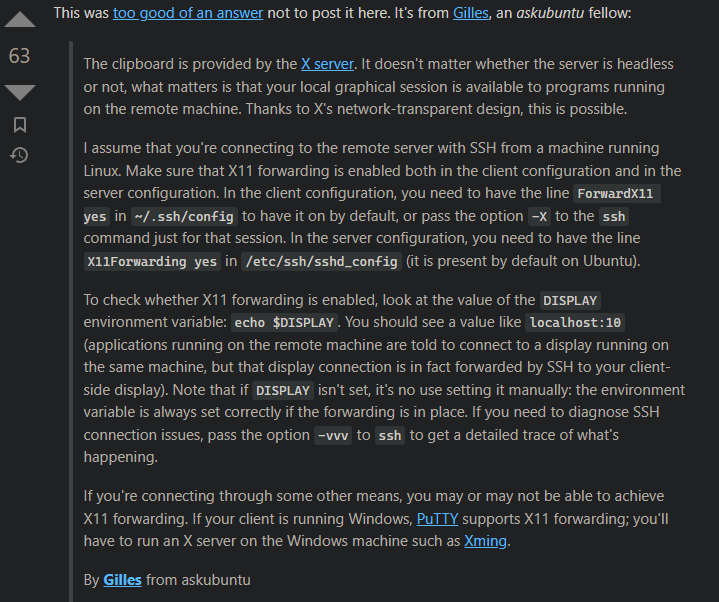 This was too good of an answer not to post it here. It's from Gilles, an askubuntu fellow:
63
The clipboard is provided by the X server. It doesn't matter whether the server is headless
or not, what matters is that your local graphical session is available to programs running
on the remote machine. Thanks to X's network-transparent design, this is possible.
I assume that you're connecting to the remote server with SSH from a machine running
Linux. Make sure that X11 forwarding is enabled both in the client configuration and in the
server configuration. In the client configuration, you need to have the line ForwardX11
yes in ~/.ssh/config to have it on by default, or pass the option -X to the ssh
command just for that session. In the server configuration, you need to have the line
X11Forwarding yes in /etc/ssh/sshd_config (it is present by default on Ubuntu).
To check whether X11 forwarding is enabled, look at the value of the DISPLAY
environment variable: echo $DISPLAY. You should see a value like localhost:10
(applications running on the remote machine are told to connect to a display running on
the same machine, but that display connection is in fact forwarded by SSH to your client-
side display). Note that if DISPLAY isn't set, it's no use setting it manually: the environment
variable is always set correctly if the forwarding is in place. If you need to diagnose SSH
connection issues, pass the option -vvv to ssh to get a detailed trace of what's
happening.
If you're connecting through some other means, you may or may not be able to achieve
X11 forwarding. If your client is running Windows, PuTTY supports X11 forwarding; you'll
have to run an X server on the Windows machine such as Xming.
By Gilles from askubuntu